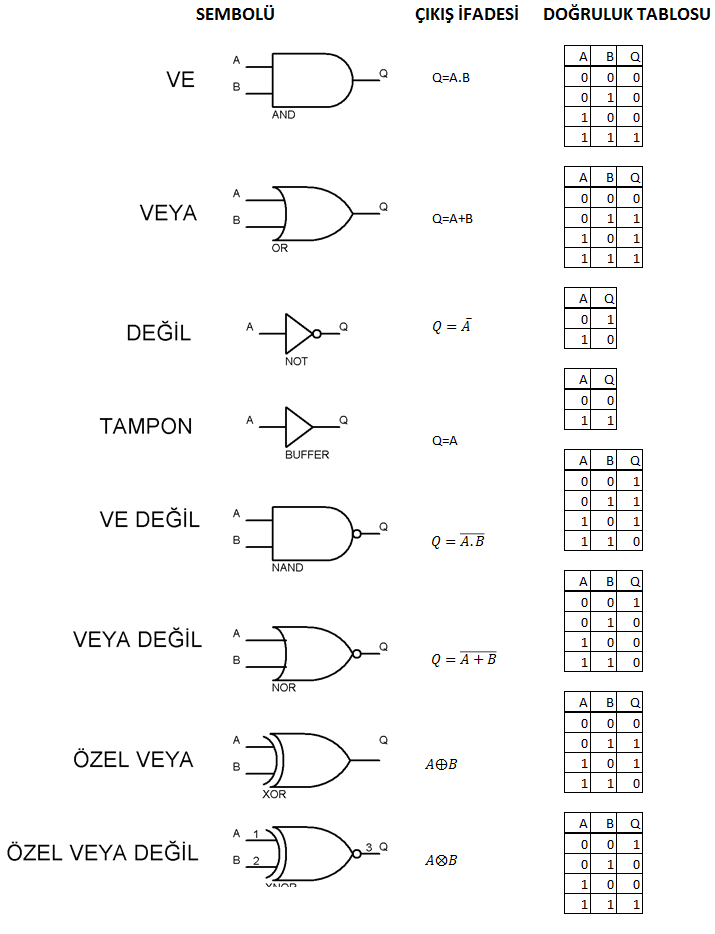 SEMBOLÜ ÇIKIŞ İFADESİ DOĞRULUK TABLOSU
VE
A
B
Q
AND
Q=A.B
A B Q
0 0 0
0 1 0
1 0 0
1 1 1
VEYA
A
B
Q
OR
Q=A+B
A B Q
0 0 0
0 1 1
1 0 1
1 1 1
DEĞİL
A
Q
NOT
Q = Ā
A Q
0 1
1 0
TAMPON
A
Q
BUFFER
Q=A
A Q
0 0
1 1
VE DEĞİL
A
B
Q
NAND
Q = A̅.̅B̅
A B Q
0 0 1
0 1 1
1 0 1
1 1 0
VEYA DEĞİL
A
B
Q
NOR
Q = A̅ ̅+̅ ̅B̅
A B Q
0 0 1
0 1 0
1 0 0
1 1 0
ÖZEL VEYA
A
B
Q
XOR
A⊕B
A B Q
0 0 0
0 1 1
1 0 1
1 1 0
ÖZEL VEYA DEĞİL
A 1
B 2
3 Q
XNOR
A⊗B
A B Q
0 0 1
0 1 0
1 0 0
1 1 1